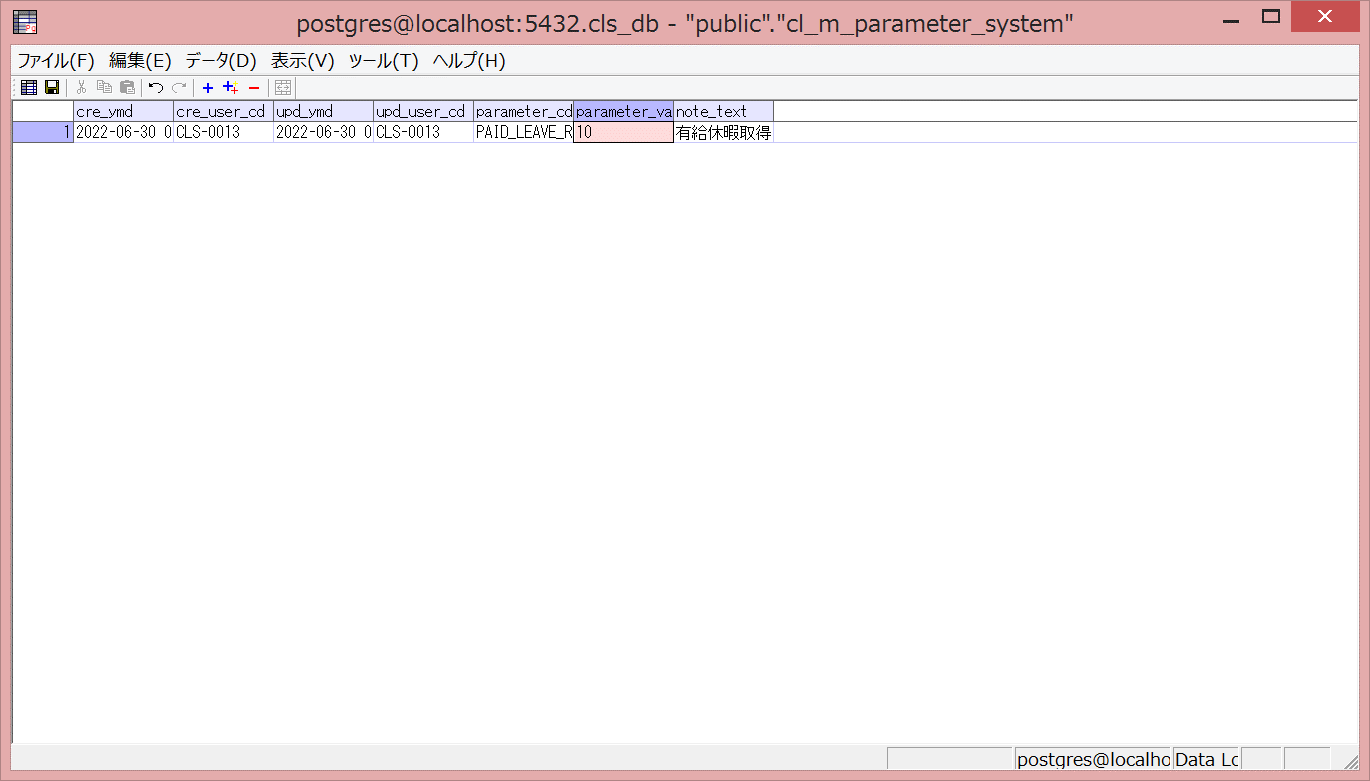 postgres@localhost:5432.cls_db - "public"."cl_m_parameter_system"
ファイル(F) 編集(E) データ(D) 表示(V) ツール(T) ヘルプ(H)
cre_ymd cre_user_cd upd_ymd upd_user_cd parameter_cd parameter_va note_text
1 2022-06-30 0 CLS-0013 2022-06-30 0 CLS-0013 PAID_LEAVE_R 10 有給休暇取得
postgres@localho Data Lo